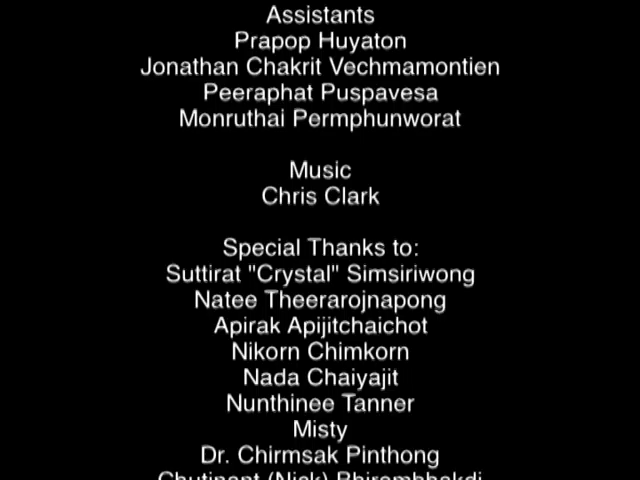 Assistants
Prapop Huyaton
Jonathan Chakrit Vechmamontien
Peeraphat Puspavesa
Monruthai Permphunworat
Music
Chris Clark
Special Thanks to:
Suttirat "Crystal" Simsiriwong
Natee Theerarojnapong
Apirak Apijitchaichot
Nikorn Chimkorn
Nada Chaiyajit
Nunthinee Tanner
Misty
Dr. Chirmsak Pinthong
(Nick)